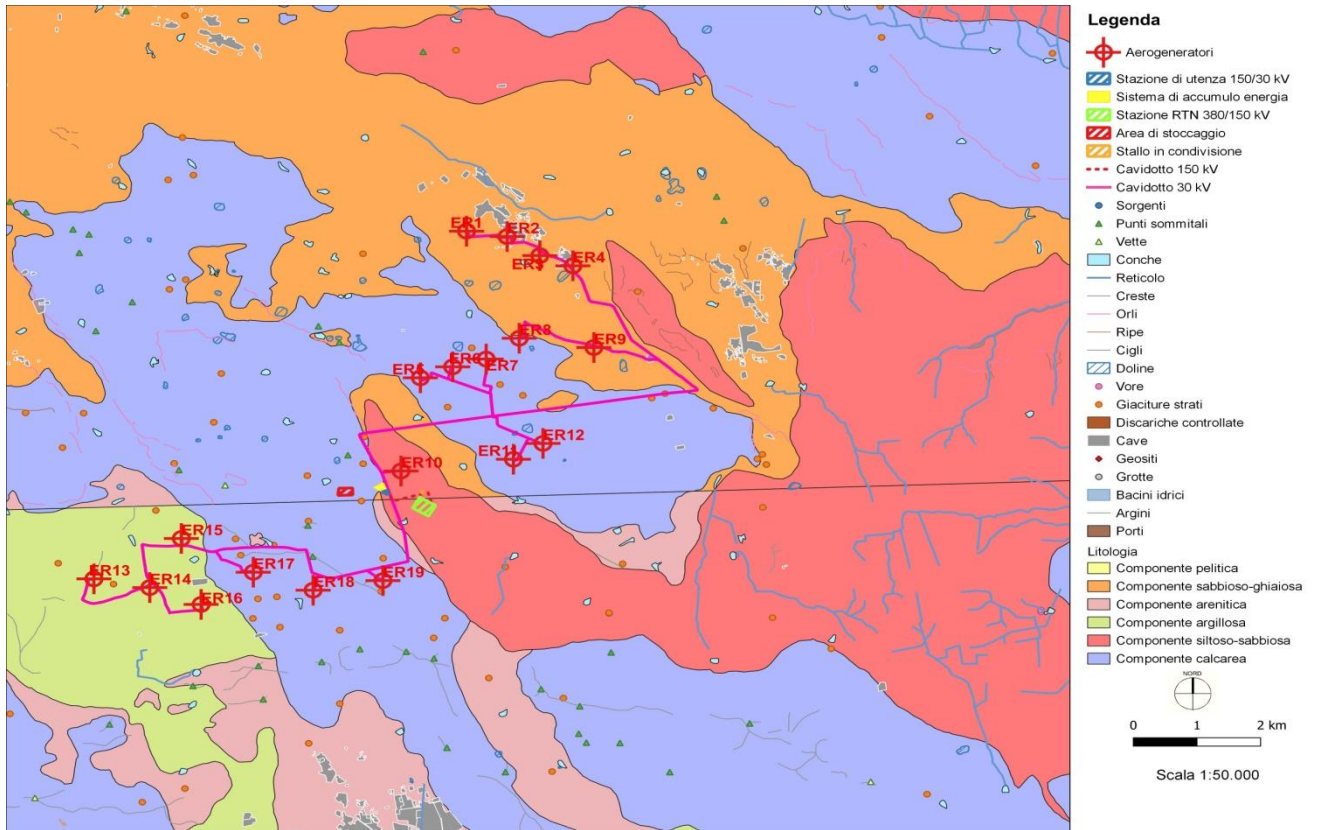 ER1
ER2
ER3
ER4
ER8
ER9
ER6
ER7
ER5
ER12
ER11
ER10
ER15
ER17
ER13
ER14
ER18
ER19
ER16
Legenda
Aerogeneratori
Stazione di utenza 150/30 kV
Sistema di accumulo energia
Stazione RTN 380/150 kV
Area di stoccaggio
Stallo in condivisione
Cavidotto 150 kV
Cavidotto 30 kV
Sorgenti
Punti sommitali
Vette
Conche
Reticolo
Creste
Orli
Ripe
Cigli
Doline
Vore
Giaciture strati
Discariche controllate
Cave
Geositi
Grotte
Bacini idrici
Argini
Porti
Litologia
Componente pelitica
Componente sabbioso-ghiaiosa
Componente arenitica
Componente argillosa
Componente siltoso-sabbiosa
Componente calcarea
NORD
0 1 2 km
Scala 1:50.000